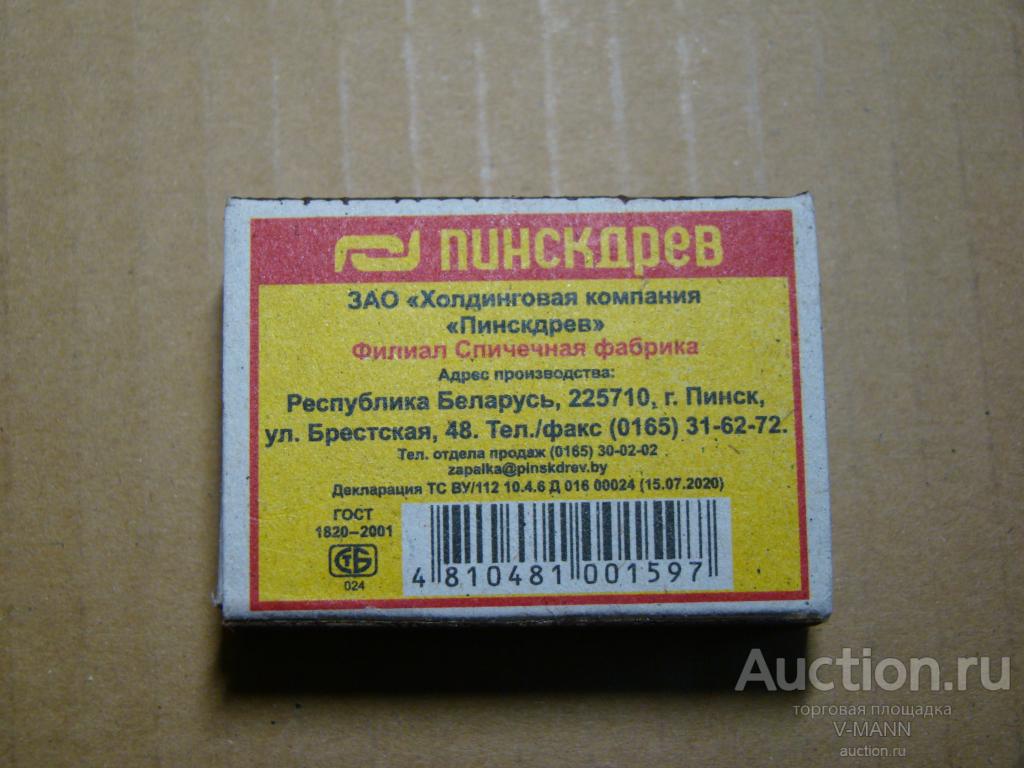 ПИНСКДРЕВ
ЗАО «Холдинговая компания
«Пинскдрев»
Филиал Спичечная фабрика
Адрес производства:
Республика Беларусь, 225710, г. Пинск,
ул. Брестская, 48. Тел./факс (0165) 31-62-72.
Тел. отдела продаж (0165) 30-02-02
zapalka@pinskdrev.by
Декларация ТС BY/112 10.4.6 Д 016 00024 (15.07.2020)
ГОСТ
1820–2001
СТБ
024
4 810481 001597
Auction.ru
торговая площадка
V-MANN
auction.ru